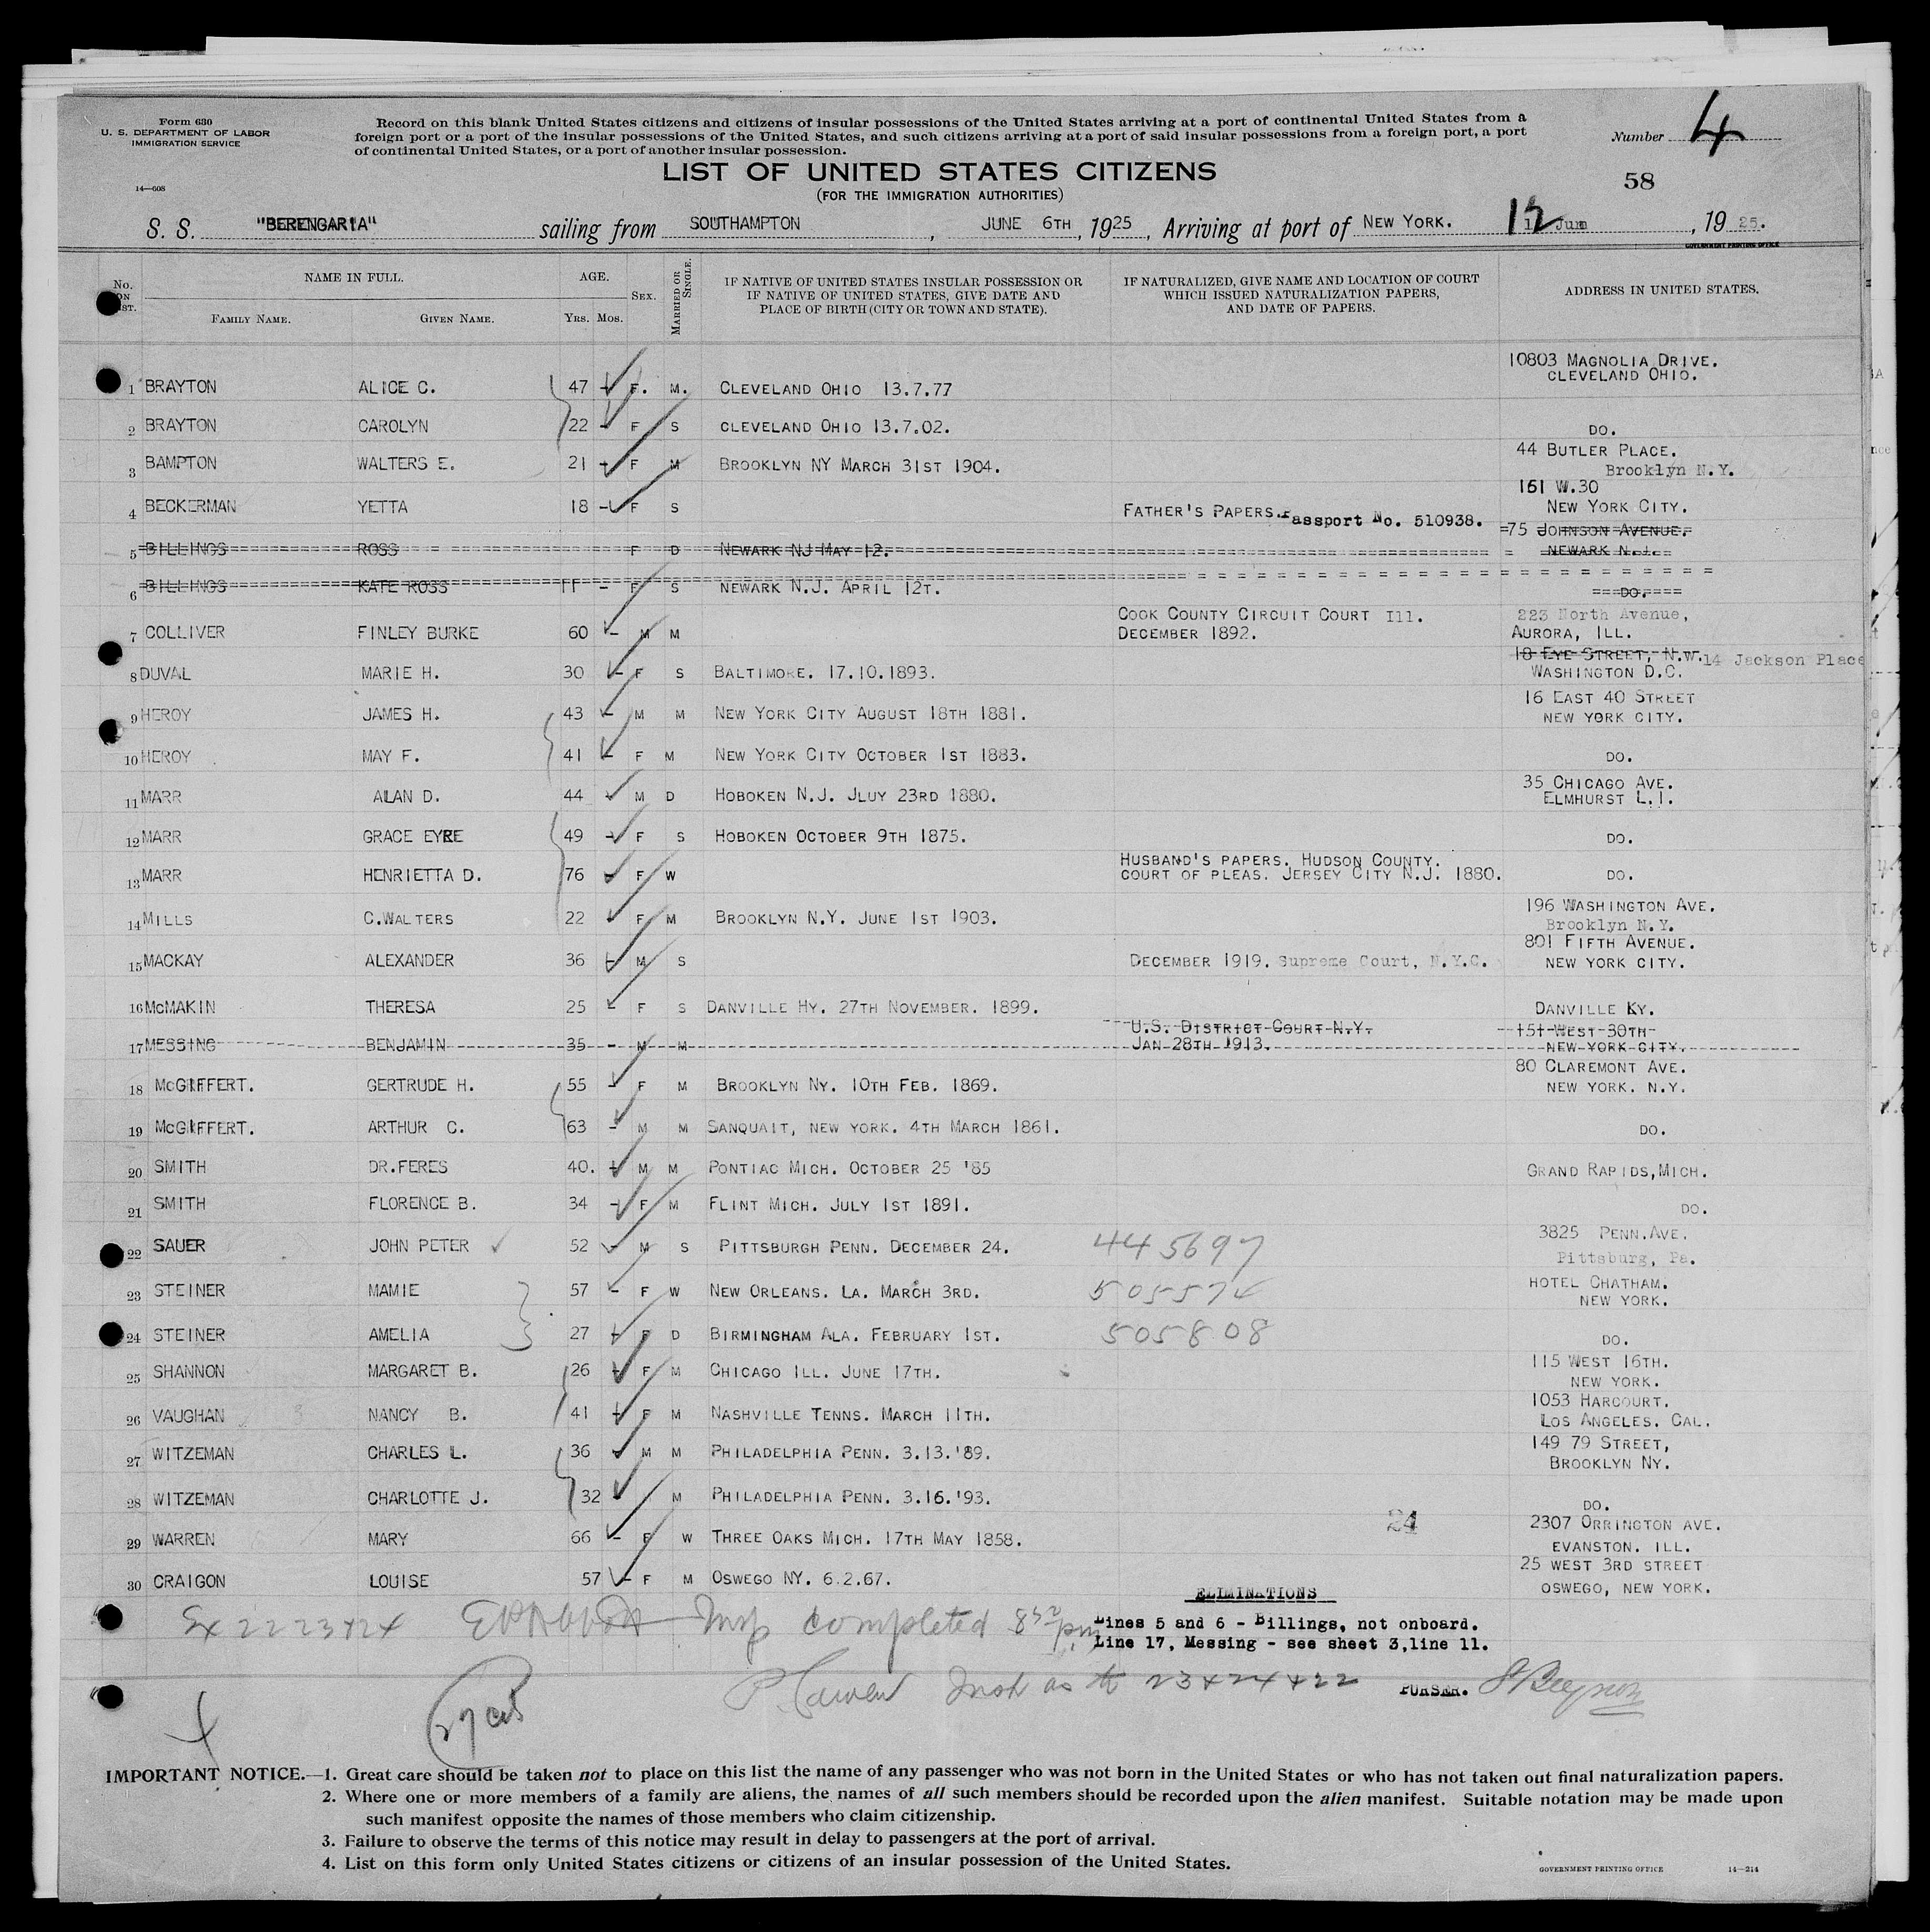 Form 630
U. S. DEPARTMENT OF LABOR
IMMIGRATION SERVICE
14—608
Record on this blank United States citizens and citizens of insular possessions of the United States arriving at a port of continental United States from a
foreign port or a port of the insular possessions of the United States, and such citizens arriving at a port of said insular possessions from a foreign port, a port
of continental United States, or a port of another insular possession.
Number 4
LIST OF UNITED STATES CITIZENS
(FOR THE IMMIGRATION AUTHORITIES)
58
S. S. "BERENGARIA" sailing from SOUTHAMPTON, JUNE 6TH, 1925, Arriving at port of NEW YORK. 12 June, 1925.
GOVERNMENT PRINTING OFFICE
No. ON LIST. NAME IN FULL. FAMILY NAME. GIVEN NAME. AGE. YRS. MOS. SEX. MARRIED OR SINGLE. IF NATIVE OF UNITED STATES INSULAR POSSESSION OR IF NATIVE OF UNITED STATES, GIVE DATE AND PLACE OF BIRTH (CITY OR TOWN AND STATE). IF NATURALIZED, GIVE NAME AND LOCATION OF COURT WHICH ISSUED NATURALIZATION PAPERS, AND DATE OF PAPERS. ADDRESS IN UNITED STATES.
1 BRAYTON ALICE C. 47 - F. M. CLEVELAND OHIO 13.7.77 10803 MAGNOLIA DRIVE. CLEVELAND OHIO.
2 BRAYTON CAROLYN 22 - F S CLEVELAND OHIO 13.7.02. DO.
3 BAMPTON WALTERS E. 21 - F M BROOKLYN NY MARCH 31ST 1904. 44 BUTLER PLACE. Brooklyn N.Y.
4 BECKERMAN YETTA 18 - F S FATHER'S PAPERS. Passport No. 510938. 161 W.30 NEW YORK CITY.
5 BILLINGS ROSS F D NEWARK NJ MAY 12. 75 JOHNSON AVENUE. NEWARK N.J.
6 BILLINGS KATE ROSS 11 - F S NEWARK N.J. APRIL 12T. DO.
7 COLLIVER FINLEY BURKE 60 - M M COOK COUNTY CIRCUIT COURT Ill. DECEMBER 1892. 223 North Avenue, AURORA, ILL.
8 DUVAL MARIE H. 30 - F S BALTIMORE. 17.10.1893. 18 EYE STREET, N.W. 14 Jackson Place WASHINGTON D.C.
9 HEROY JAMES H. 43 - M M NEW YORK CITY AUGUST 18TH 1881. 16 EAST 40 STREET NEW YORK CITY.
10 HEROY MAY F. 41 - F M NEW YORK CITY OCTOBER 1ST 1883. DO.
11 MARR ALAN D. 44 - M D HOBOKEN N.J. JLUY 23RD 1880. 35 CHICAGO AVE. ELMHURST L.I.
12 MARR GRACE EYRE 49 - F S HOBOKEN OCTOBER 9TH 1875. DO.
13 MARR HENRIETTA D. 76 - F W HUSBAND'S PAPERS. HUDSON COUNTY. COURT OF PLEAS. JERSEY CITY N.J. 1880. DO.
14 MILLS C.WALTERS 22 - F M BROOKLYN N.Y. JUNE 1ST 1903. 196 WASHINGTON AVE. Brooklyn N.Y.
15 MACKAY ALEXANDER 36 - M S DECEMBER 1919. Supreme Court, N.Y.C. 801 FIFTH AVENUE. NEW YORK CITY.
16 McMAKIN THERESA 25 - F S DANVILLE HY. 27TH NOVEMBER. 1899. DANVILLE KY.
17 MESSING BENJAMIN 35 - M M U.S. DISTRICT COURT N.Y. JAN 28TH 1913. 151 WEST 30TH NEW YORK CITY.
18 McGIFFERT. GERTRUDE H. 55 - F M BROOKLYN NY. 10TH FEB. 1869. 80 CLAREMONT AVE. NEW YORK. N.Y.
19 McGIFFERT. ARTHUR C. 63 - M M SANQUAIT, NEW YORK. 4TH MARCH 1861. DO.
20 SMITH DR.FERES 40. - M M PONTIAC MICH. OCTOBER 25 '85 GRAND RAPIDS, MICH.
21 SMITH FLORENCE B. 34 - F M FLINT MICH. JULY 1ST 1891. DO.
22 SAUER JOHN PETER 52 - M S PITTSBURGH PENN. DECEMBER 24. 445697 3825 PENN.AVE. Pittsburg, Pa.
23 STEINER MAMIE 57 - F W NEW ORLEANS. LA. MARCH 3RD. 505574 HOTEL CHATHAM. NEW YORK.
24 STEINER AMELIA 27 - F D BIRMINGHAM ALA. FEBRUARY 1ST. 505808 DO.
25 SHANNON MARGARET B. 26 - F M CHICAGO ILL. JUNE 17TH. 115 WEST 16TH. NEW YORK.
26 VAUGHAN NANCY B. 41 - F M NASHVILLE TENNS. MARCH 11TH. 1053 HARCOURT. LOS ANGELES. CAL.
27 WITZEMAN CHARLES L. 36 - M M PHILADELPHIA PENN. 3.13.'89. 149 79 STREET, BROOKLYN NY.
28 WITZEMAN CHARLOTTE J. 32 - M PHILADELPHIA PENN. 3.16.'93. DO.
29 WARREN MARY 66 - F W THREE OAKS MICH. 17TH MAY 1858. 24 2307 ORRINGTON AVE. EVANSTON. ILL.
30 CRAIGON LOUISE 57 - F M OSWEGO NY. 6.2.67. 25 WEST 3RD STREET OSWEGO, NEW YORK.
ELIMINATIONS
Ex 22 23 + 24 Insp completed 8 30 pm Lines 5 and 6 - Billings, not onboard.
Line 17, Messing - see sheet 3, line 11.
Insp as to 23 + 24 + 22 PURSER.
IMPORTANT NOTICE.—1. Great care should be taken not to place on this list the name of any passenger who was not born in the United States or who has not taken out final naturalization papers.
2. Where one or more members of a family are aliens, the names of all such members should be recorded upon the alien manifest. Suitable notation may be made upon
such manifest opposite the names of those members who claim citizenship.
3. Failure to observe the terms of this notice may result in delay to passengers at the port of arrival.
4. List on this form only United States citizens or citizens of an insular possession of the United States.
GOVERNMENT PRINTING OFFICE 14—214